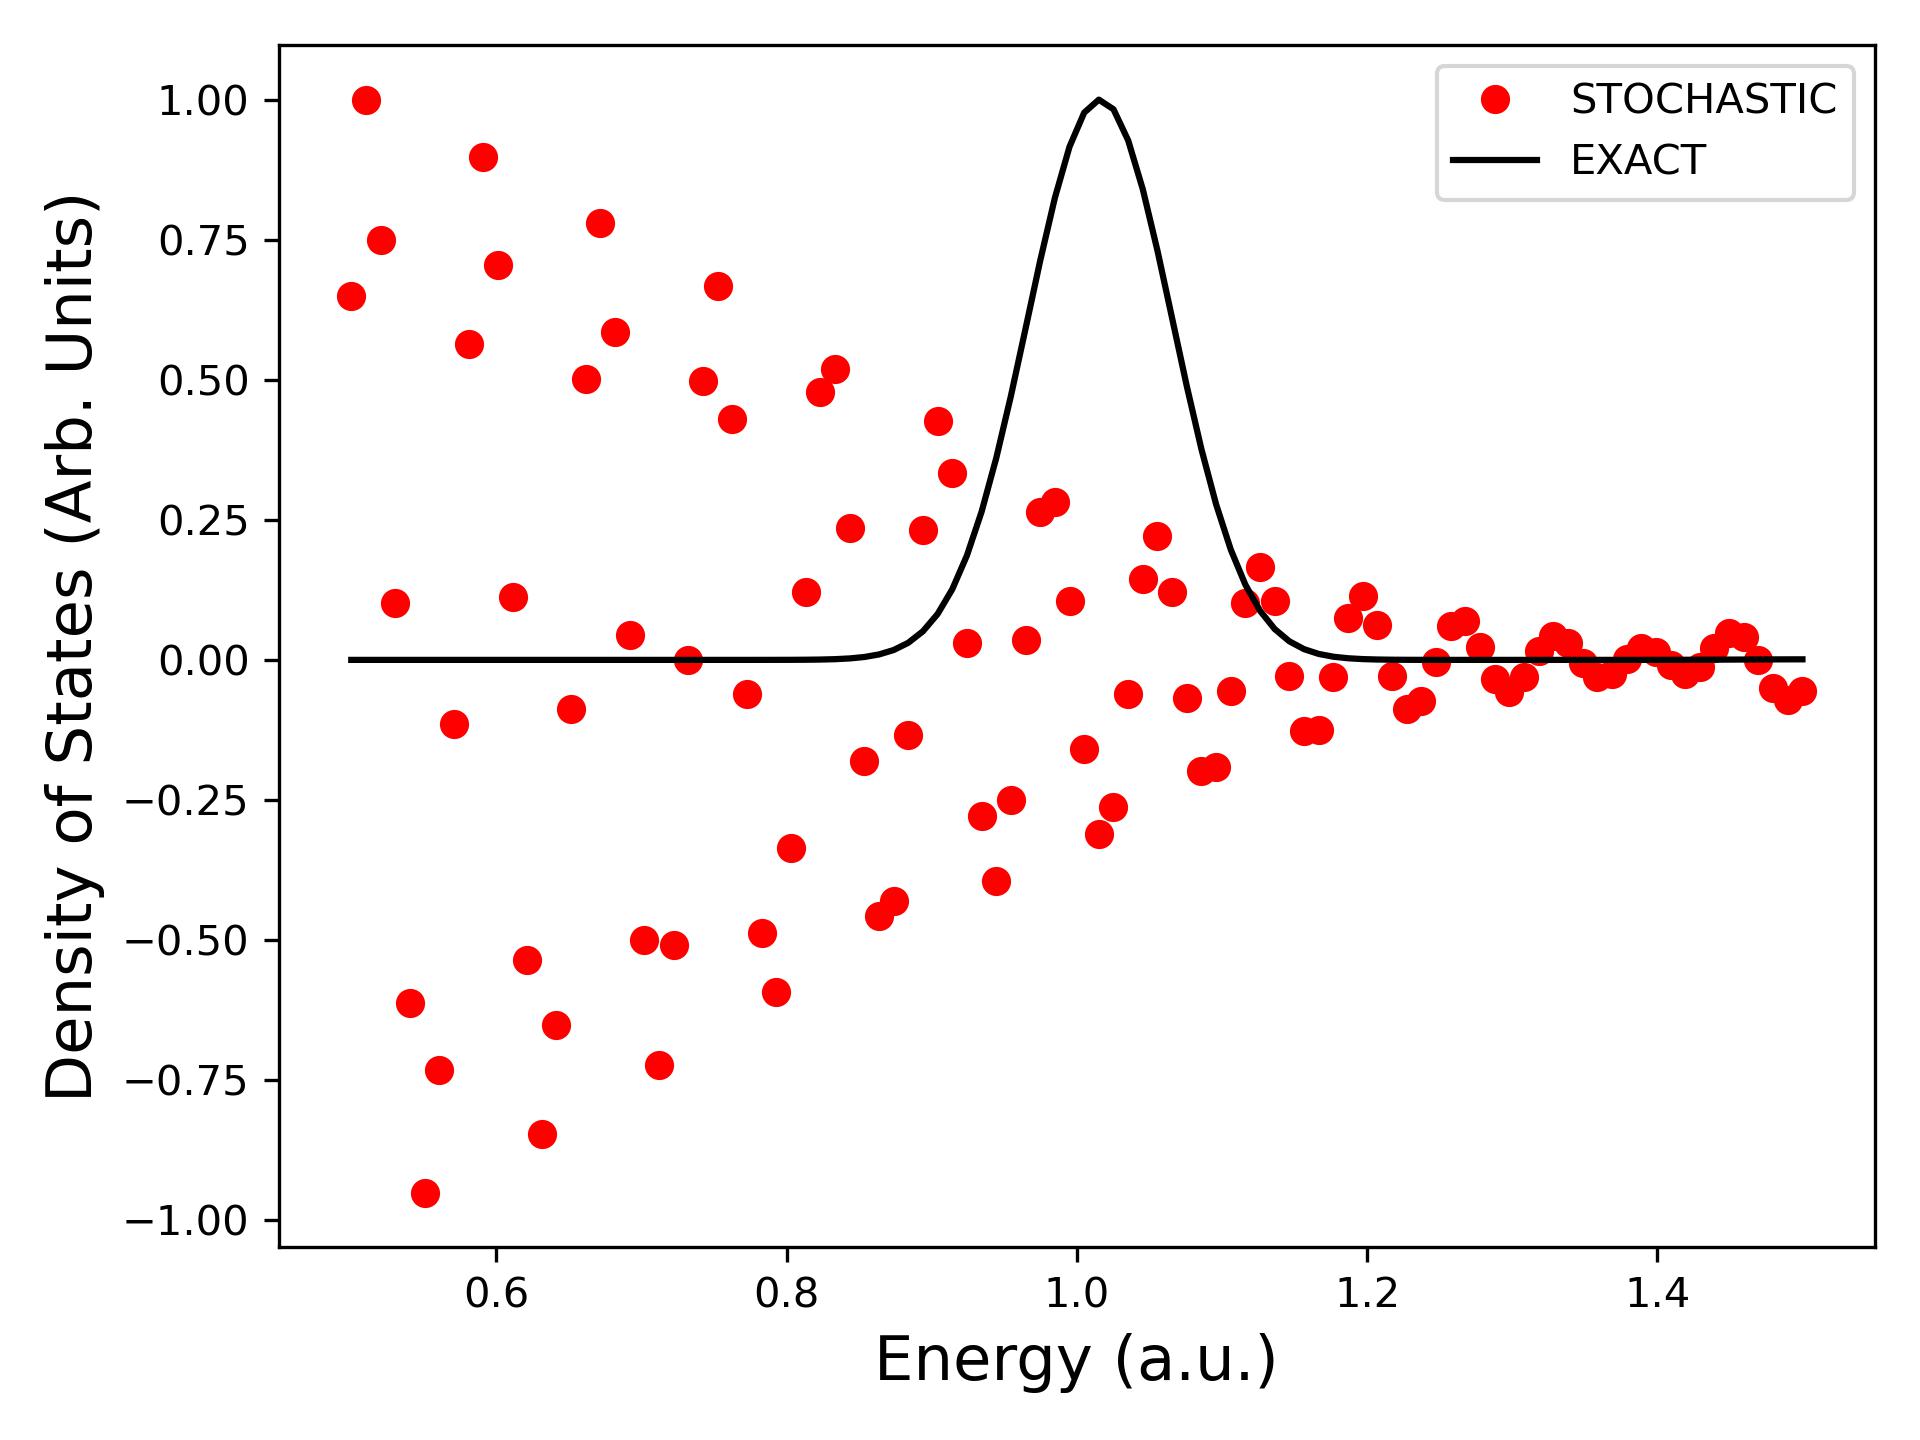 Density of States (Arb. Units)
1.00
0.75
0.50
0.25
0.00
−0.25
−0.50
−0.75
−1.00
STOCHASTIC
EXACT
0.6 0.8 1.0 1.2 1.4
Energy (a.u.)